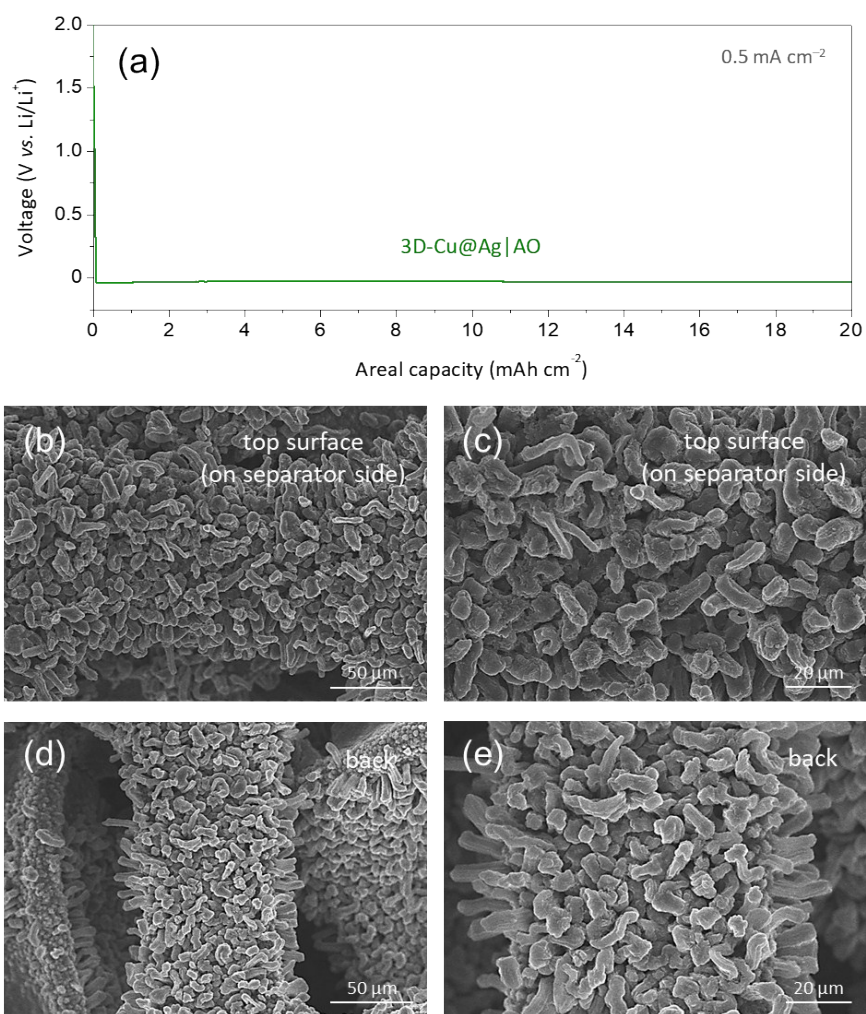 2.0
(a)
0.5 mA cm⁻²
1.5
1.0
0.5
0
Voltage (V vs. Li/Li⁺)
3D-Cu@Ag|AO
0 2 4 6 8 10 12 14 16 18 20
Areal capacity (mAh cm⁻²)
(b)
top surface
(on separator side)
50 μm
(c)
top surface
(on separator side)
20 μm
(d)
back
50 μm
(e)
back
20 μm